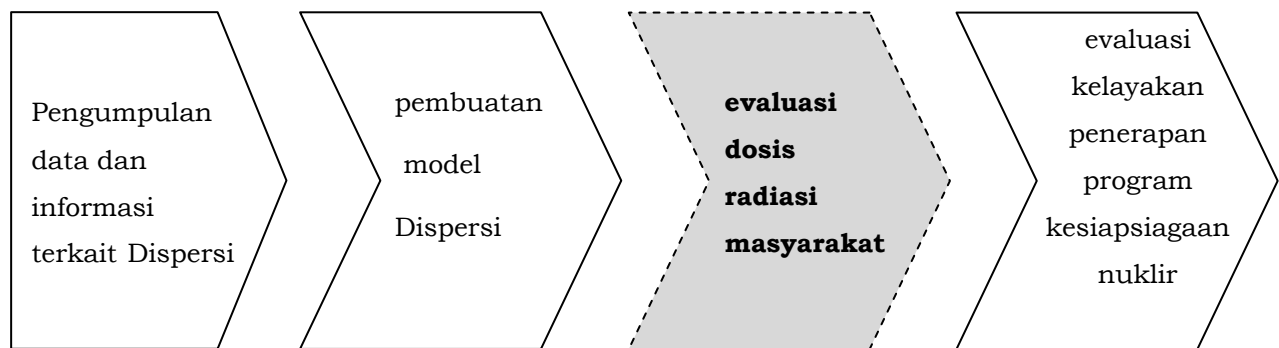 Pengumpulan
data dan
informasi
terkait Dispersi
pembuatan
model
Dispersi
evaluasi
dosis
radiasi
masyarakat
evaluasi
kelayakan
penerapan
program
kesiapsiagaan
nuklir